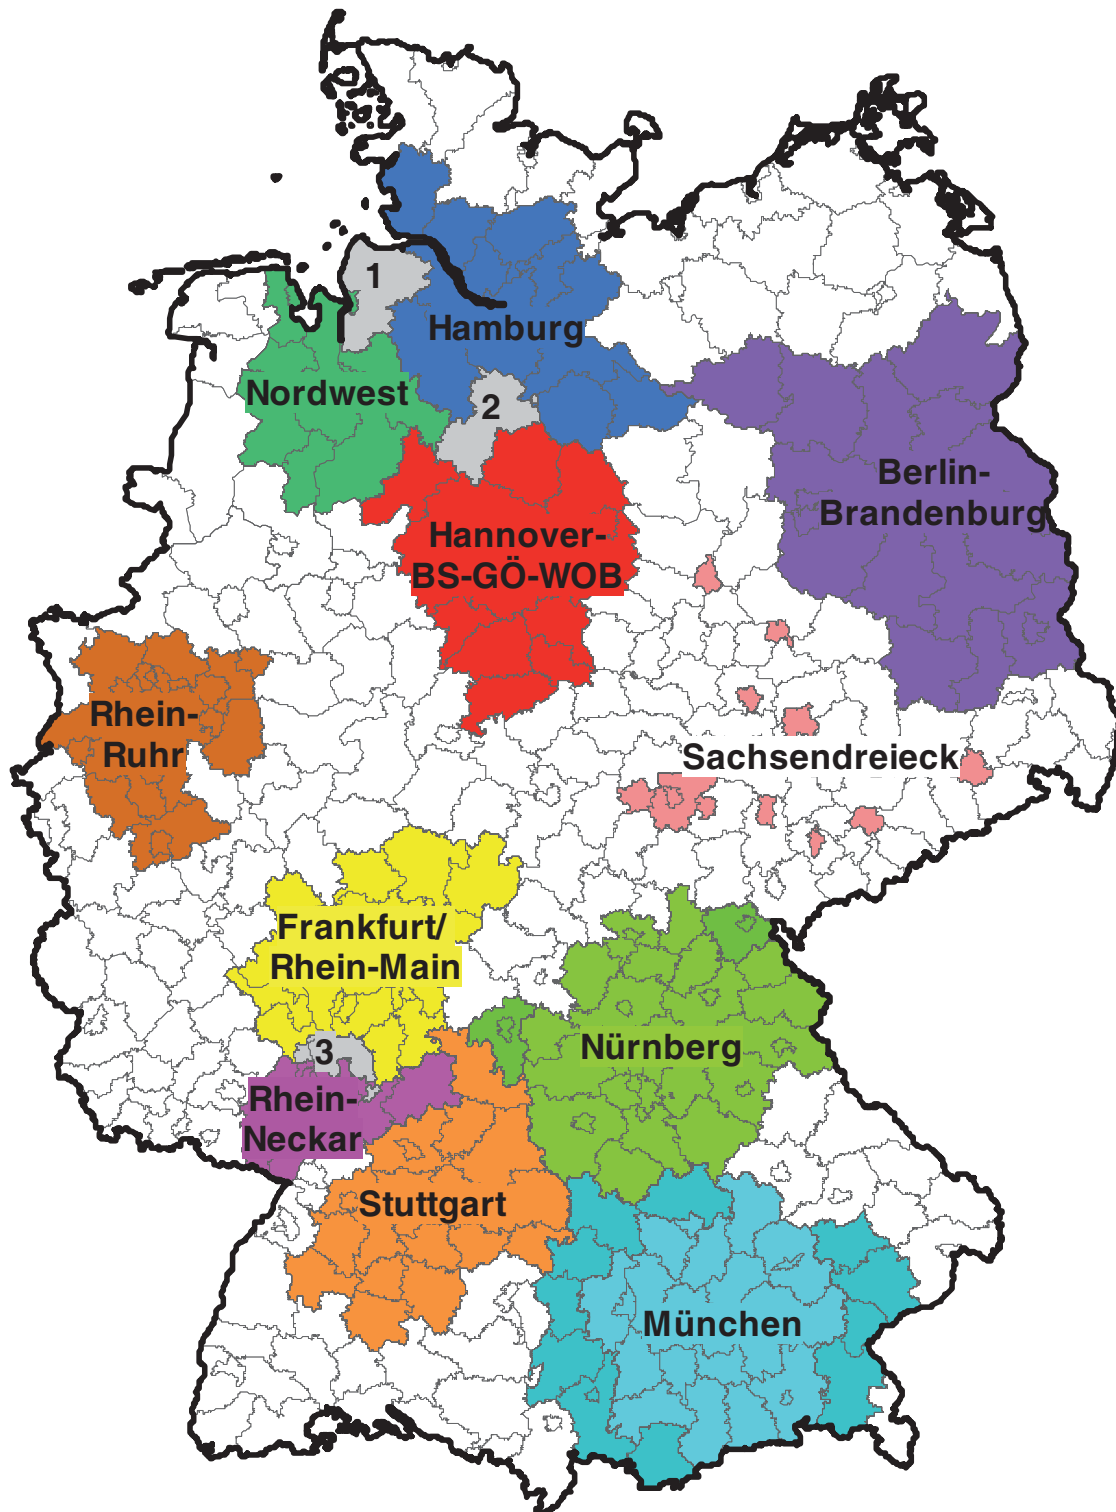 1
Hamburg
Nordwest
2
Berlin-
Brandenburg
Hannover-
BS-GÖ-WOB
Rhein-
Ruhr
Sachsendreieck
Frankfurt/
Rhein-Main
3
Nürnberg
Rhein-
Neckar
Stuttgart
München